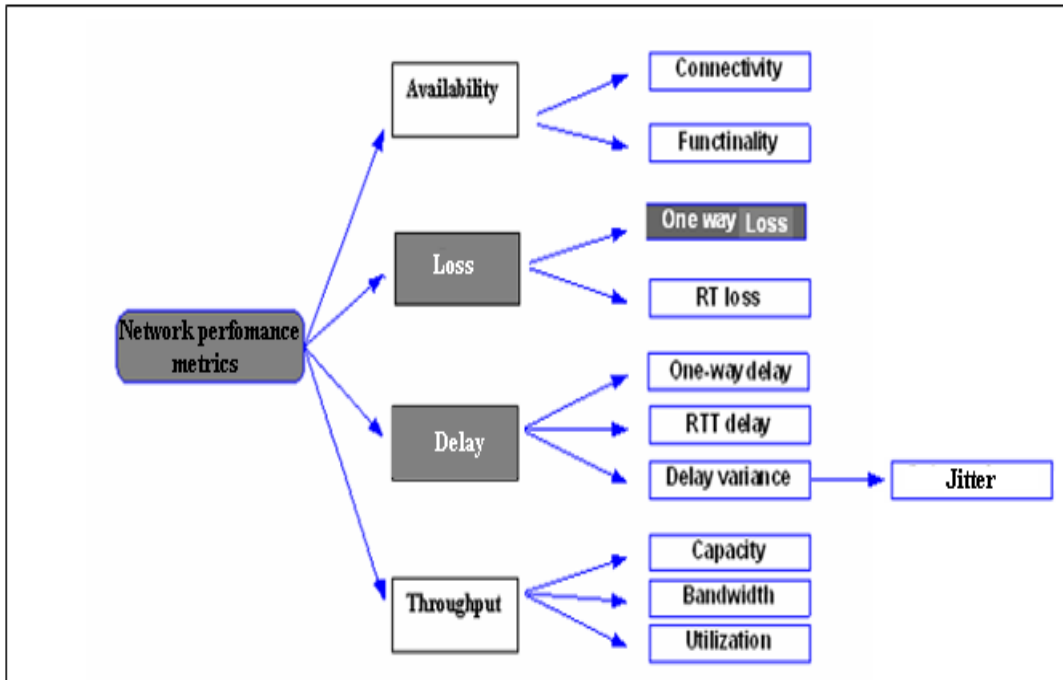 Network perfomance
metrics
Availability
Connectivity
Functinality
Loss
One way Loss
RT loss
Delay
One-way delay
RTT delay
Delay variance
Jitter
Throughput
Capacity
Bandwidth
Utilization